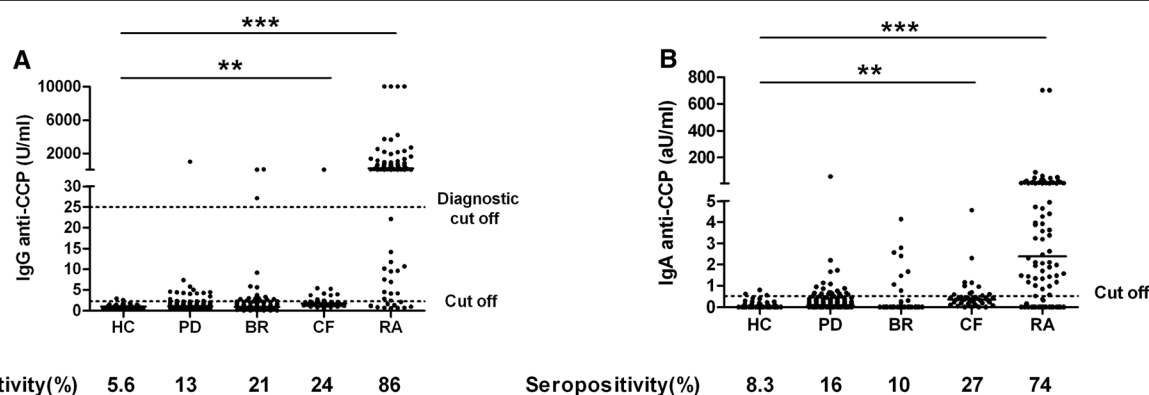 ***
A
**
IgG anti-CCP (U/ml)
10000
6000
2000
30
25
20
15
10
5
0
Diagnostic
cut off
Cut off
HC PD BR CF RA
tivity(%) 5.6 13 21 24 86
***
B
**
IgA anti-CCP (aU/ml)
800
600
400
200
5
4
3
2
1
0
Cut off
HC PD BR CF RA
Seropositivity(%) 8.3 16 10 27 74